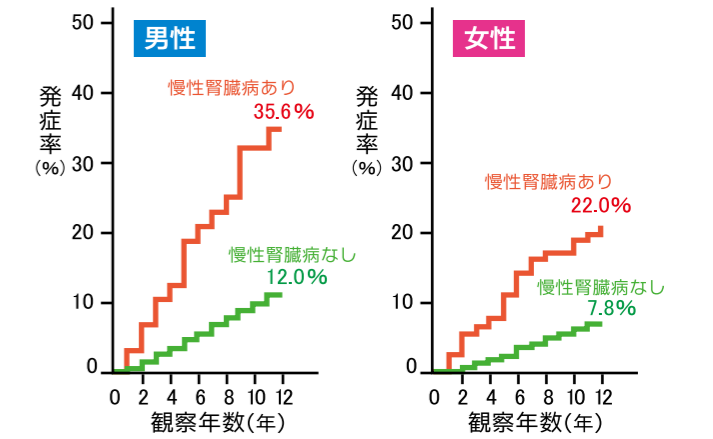 男性
発症率
(%)
50
40
30
20
10
0
慢性腎臓病あり
35.6%
慢性腎臓病なし
12.0%
0 2 4 6 8 10 12
観察年数(年)
女性
発症率
(%)
50
40
30
20
10
0
慢性腎臓病あり
22.0%
慢性腎臓病なし
7.8%
0 2 4 6 8 10 12
観察年数(年)